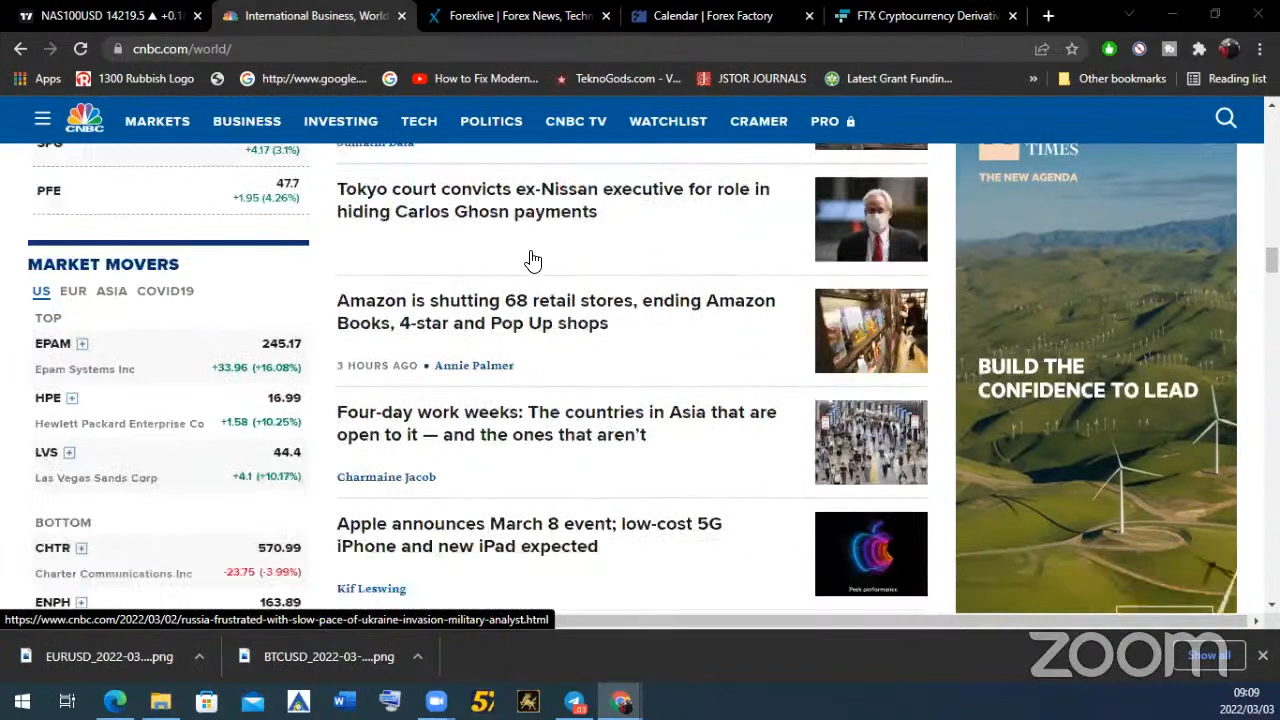 NAS100USD 14219.5 ▲ +0.1
International Business, World
Forexlive | Forex News, Techn
Calendar | Forex Factory
FTX Cryptocurrency Derivati
cnbc.com/world/
Apps
1000 Rubbish Logo
http://www.google....
How to Fix Modern...
TeknoGods.com - V...
JSTOR JOURNALS
Latest Grant Fundin...
»
Other bookmarks
Reading list
CNBC
MARKETS
BUSINESS
INVESTING
TECH
POLITICS
CNBC TV
WATCHLIST
CRAMER
PRO
+4.17 (3.1%)
PFE
47.7
+1.95 (4.26%)
MARKET MOVERS
US EUR ASIA COVID19
TOP
EPAM 245.17
Epam Systems Inc +33.96 (+16.08%)
HPE 16.99
Hewlett Packard Enterprise Co +1.58 (+10.25%)
LVS 44.4
Las Vegas Sands Corp +4.1 (+10.17%)
BOTTOM
CHTR 570.99
Charter Communications Inc -23.75 (-3.99%)
ENPH 163.89
Tokyo court convicts ex-Nissan executive for role in
hiding Carlos Ghosn payments
Amazon is shutting 68 retail stores, ending Amazon
Books, 4-star and Pop Up shops
3 HOURS AGO • Annie Palmer
Four-day work weeks: The countries in Asia that are
open to it — and the ones that aren't
Charmaine Jacob
Apple announces March 8 event; low-cost 5G
iPhone and new iPad expected
Kif Leswing
Peek performance.
TIMES
THE NEW AGENDA
BUILD THE
CONFIDENCE TO LEAD
https://www.cnbc.com/2022/03/02/russia-frustrated-with-slow-pace-of-ukraine-invasion-military-analyst.html
EURUSD_2022-03....png
BTCUSD_2022-03-....png
Show all
zoom
09:09
2022/03/03